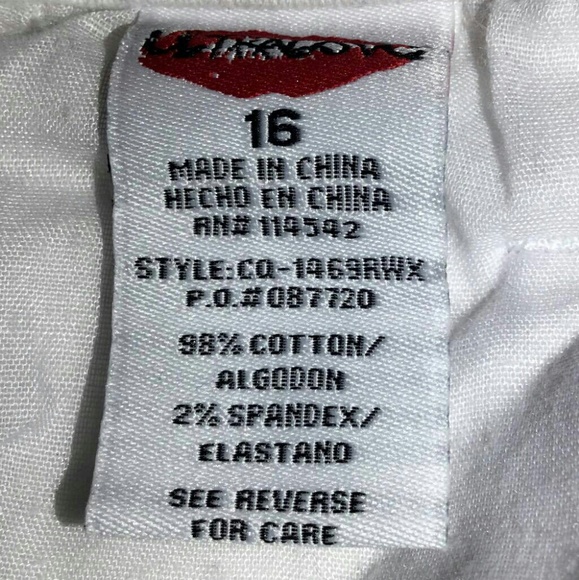 16
MADE IN CHINA
HECHO EN CHINA
RN# 114542
STYLE:CQ-1469RWX
P.O.# 087720
98% COTTON/
ALGODON
2% SPANDEX/
ELASTANO
SEE REVERSE
FOR CARE